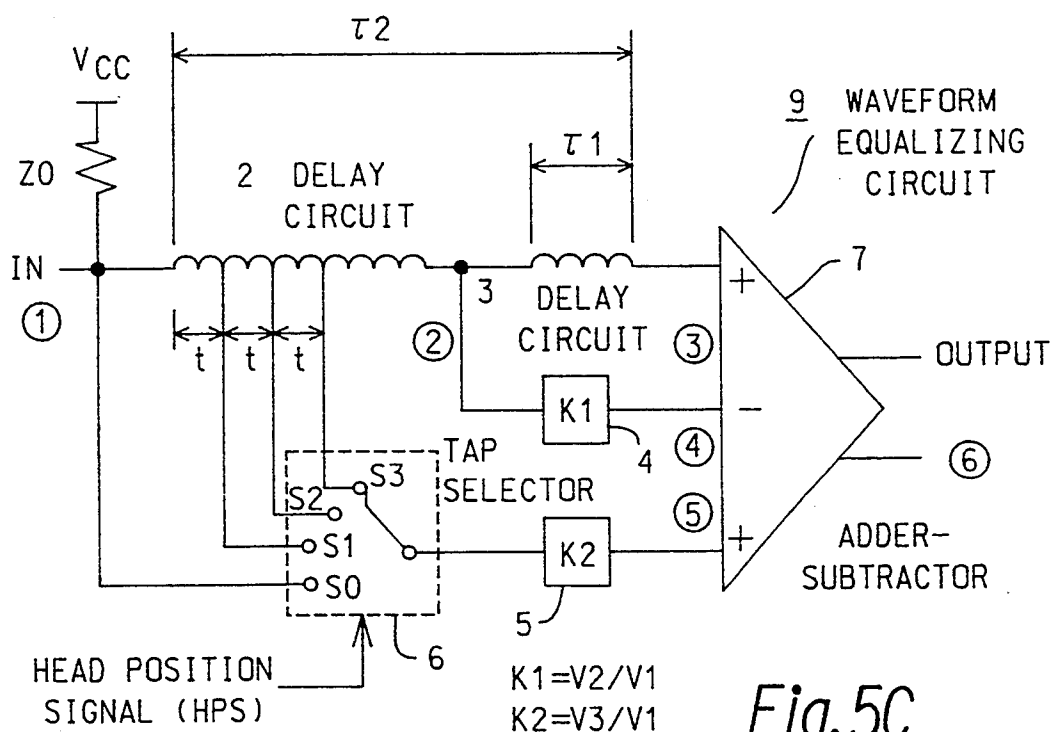 τ2
VCC
Z0
2 DELAY
CIRCUIT
τ1
9 WAVEFORM
EQUALIZING
CIRCUIT
IN
①
t t t
3
DELAY
CIRCUIT
②
③
+
7
OUTPUT
K1
4
④
−
⑥
TAP
SELECTOR
S3
S2
S1
S0
K2
5
⑤
+
ADDER-
SUBTRACTOR
6
HEAD POSITION
SIGNAL (HPS)
K1=V2/V1
K2=V3/V1
Fig.5C